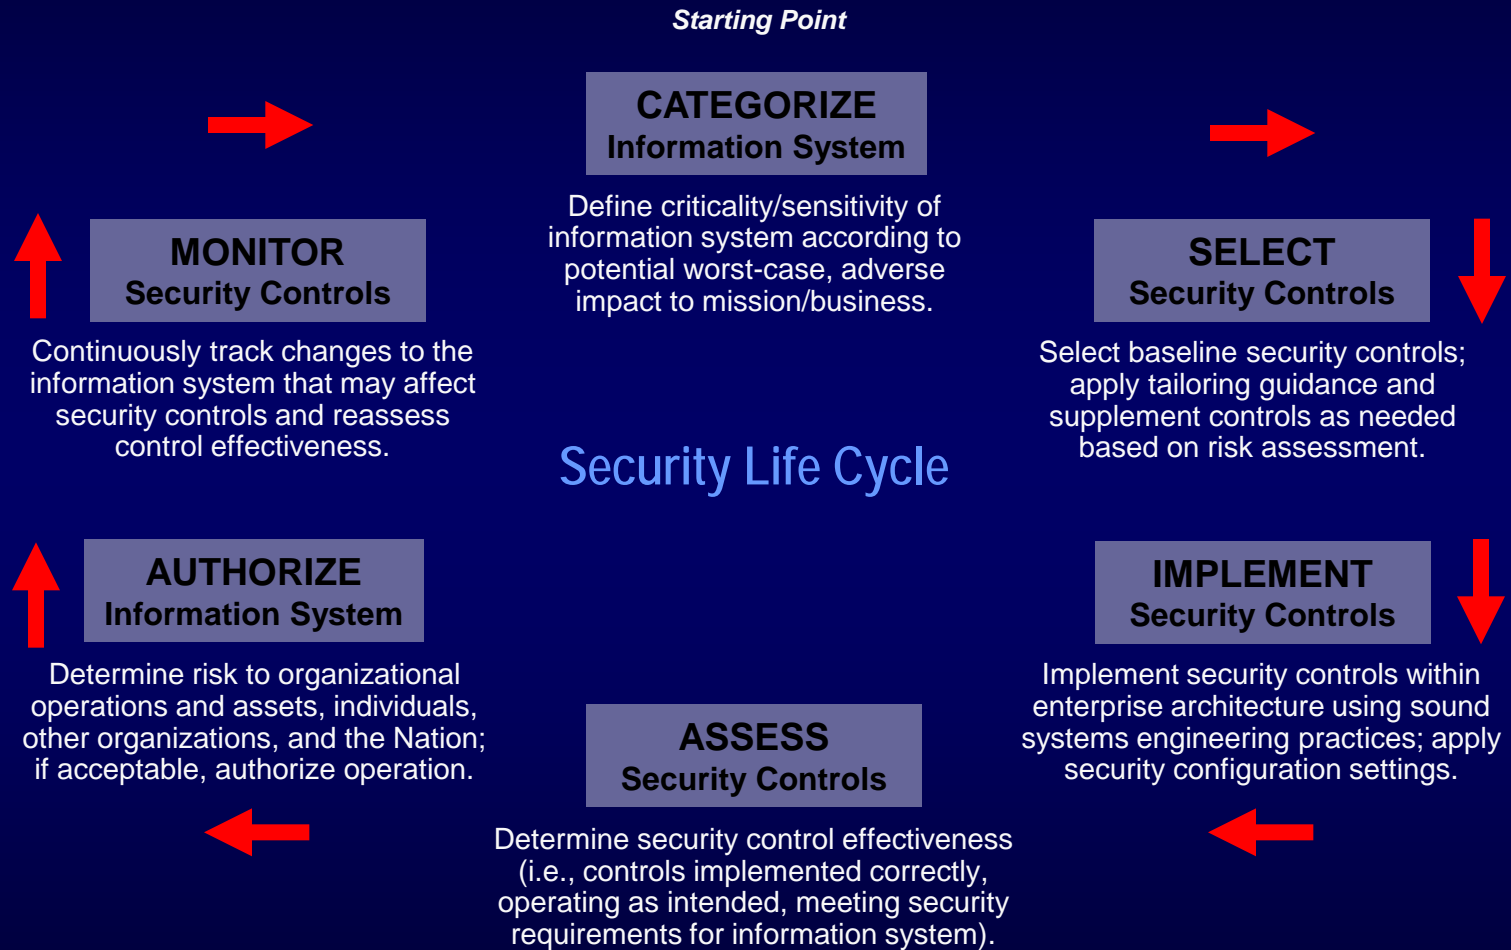 Starting Point
CATEGORIZE
Information System
Define criticality/sensitivity of
information system according to
potential worst-case, adverse
impact to mission/business.
MONITOR
Security Controls
Continuously track changes to the
information system that may affect
security controls and reassess
control effectiveness.
SELECT
Security Controls
Select baseline security controls;
apply tailoring guidance and
supplement controls as needed
based on risk assessment.
Security Life Cycle
AUTHORIZE
Information System
Determine risk to organizational
operations and assets, individuals,
other organizations, and the Nation;
if acceptable, authorize operation.
IMPLEMENT
Security Controls
Implement security controls within
enterprise architecture using sound
systems engineering practices; apply
security configuration settings.
ASSESS
Security Controls
Determine security control effectiveness
(i.e., controls implemented correctly,
operating as intended, meeting security
requirements for information system).